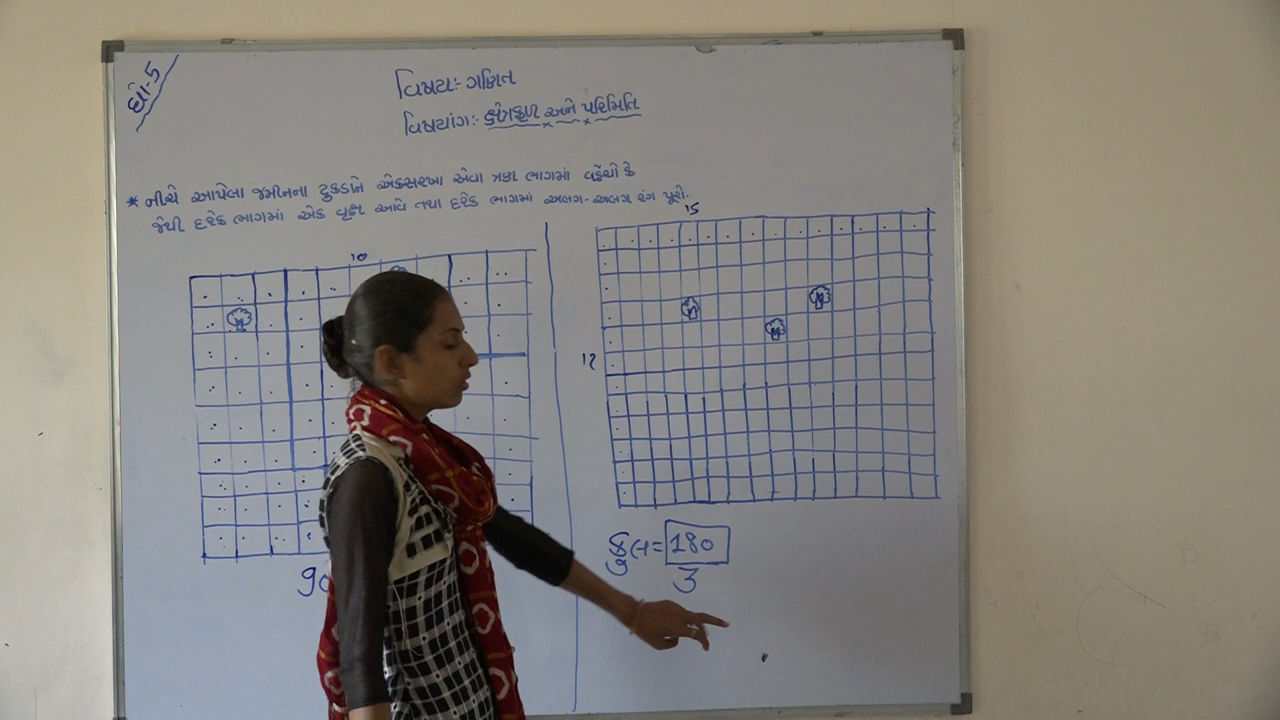 ધો-5
વિષય:- ગણિત
વિષયાંગ:- ક્ષેત્રફળ અને પરિમિતિ
* નીચે આપેલા જમીનના ટુકડાને એકસરખા એવા ત્રણ ભાગમાં વહેંચો કે
જેથી દરેક ભાગમાં એક વૃક્ષ આવે તથા દરેક ભાગમાં અલગ-અલગ રંગ પૂરો.
10
15
12
કુલ = 180
3